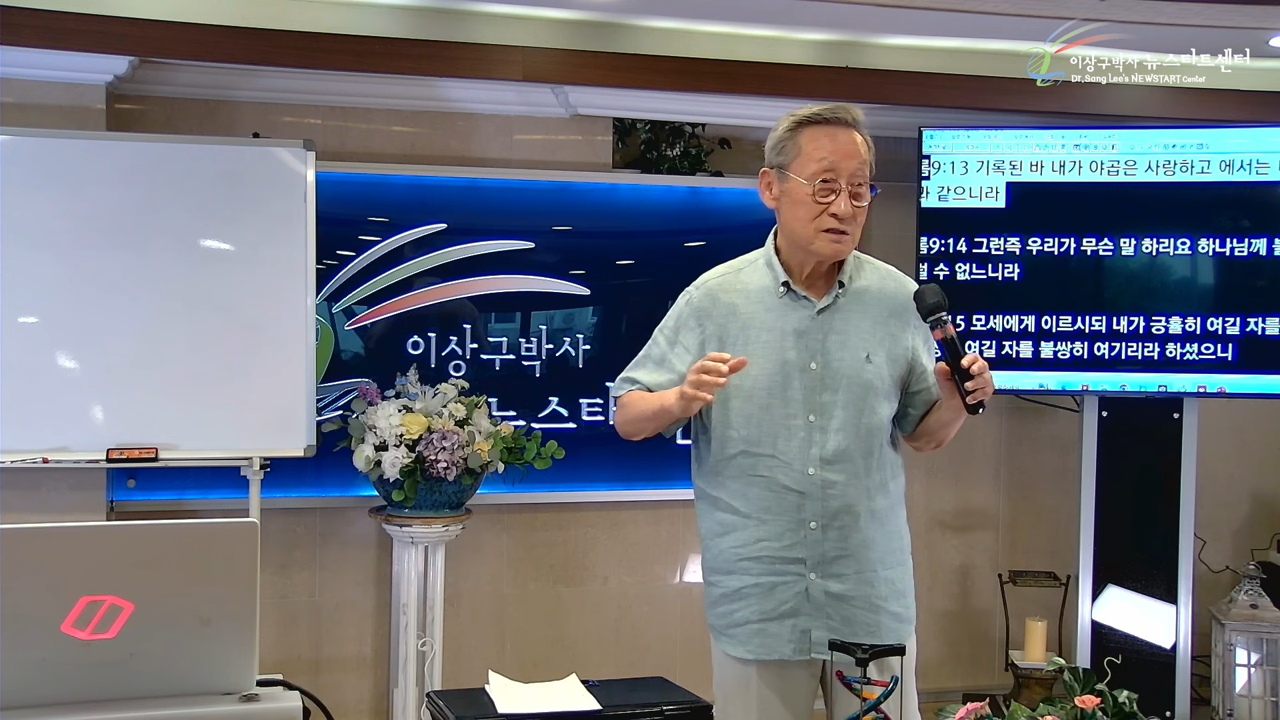 이상구박사 뉴스타트센터
Dr. Sang Lee's NEWSTART Center
9:13 기록된 바 내가 야곱은 사랑하고 에서는
같으니라
9:14 그런즉 우리가 무슨 말 하리요 하나님께
수 없느니라
5 모세에게 이르시되 내가 긍휼히 여길 자를
여길 자를 불쌍히 여기리라 하셨으니
이상구박사
뉴스타